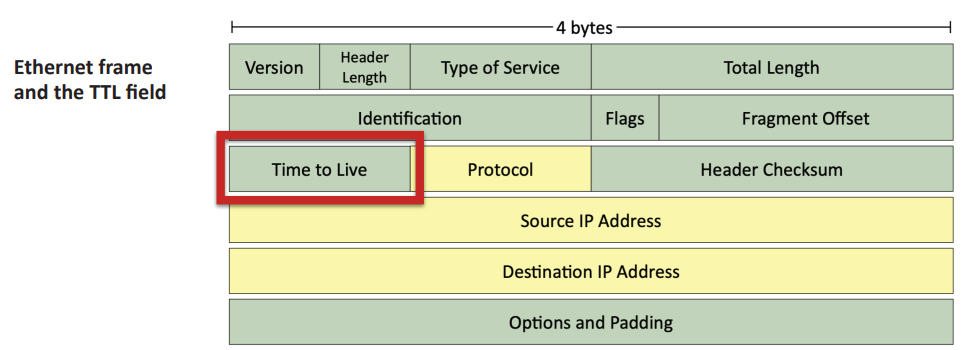 4 bytes
Ethernet frame
and the TTL field
Version
Header
Length
Type of Service
Total Length
Identification
Flags
Fragment Offset
Time to Live
Protocol
Header Checksum
Source IP Address
Destination IP Address
Options and Padding